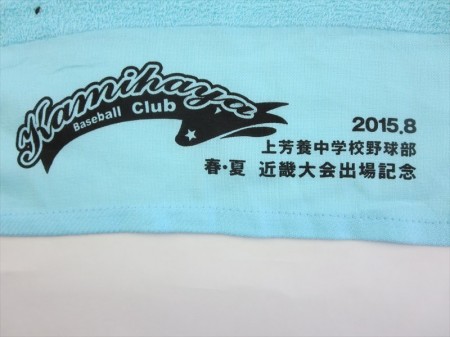 Kamihaya
Baseball Club
2015.8
上芳養中学校野球部
春・夏 近畿大会出場記念